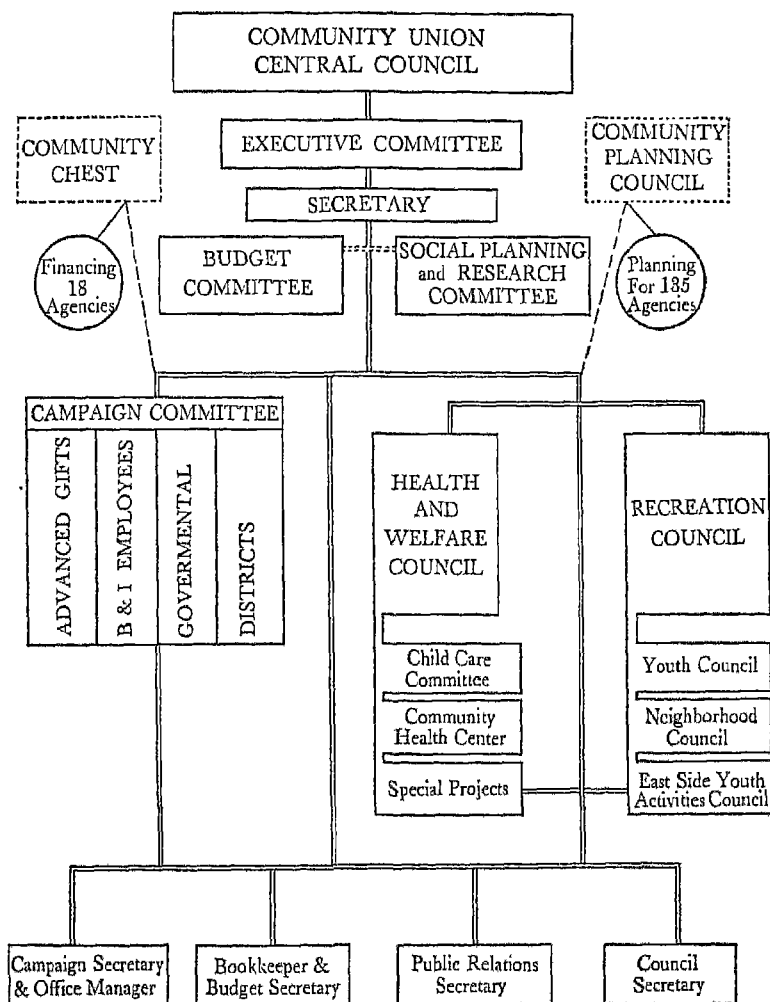 COMMUNITY UNION
CENTRAL COUNCIL
EXECUTIVE COMMITTEE
SECRETARY
COMMUNITY
CHEST
COMMUNITY
PLANNING
COUNCIL
Financing
18
Agencies
BUDGET
COMMITTEE
SOCIAL PLANNING
and RESEARCH
COMMITTEE
Planning
For 135
Agencies
CAMPAIGN COMMITTEE
ADVANCED GIFTS
B & I EMPLOYEES
GOVERMENTAL
DISTRICTS
HEALTH
AND
WELFARE
COUNCIL
Child Care
Committee
Community
Health Center
Special Projects
RECREATION
COUNCIL
Youth Council
Neighborhood
Council
East Side Youth
Activities Council
Campaign Secretary
& Office Manager
Bookkeeper &
Budget Secretary
Public Relations
Secretary
Council
Secretary